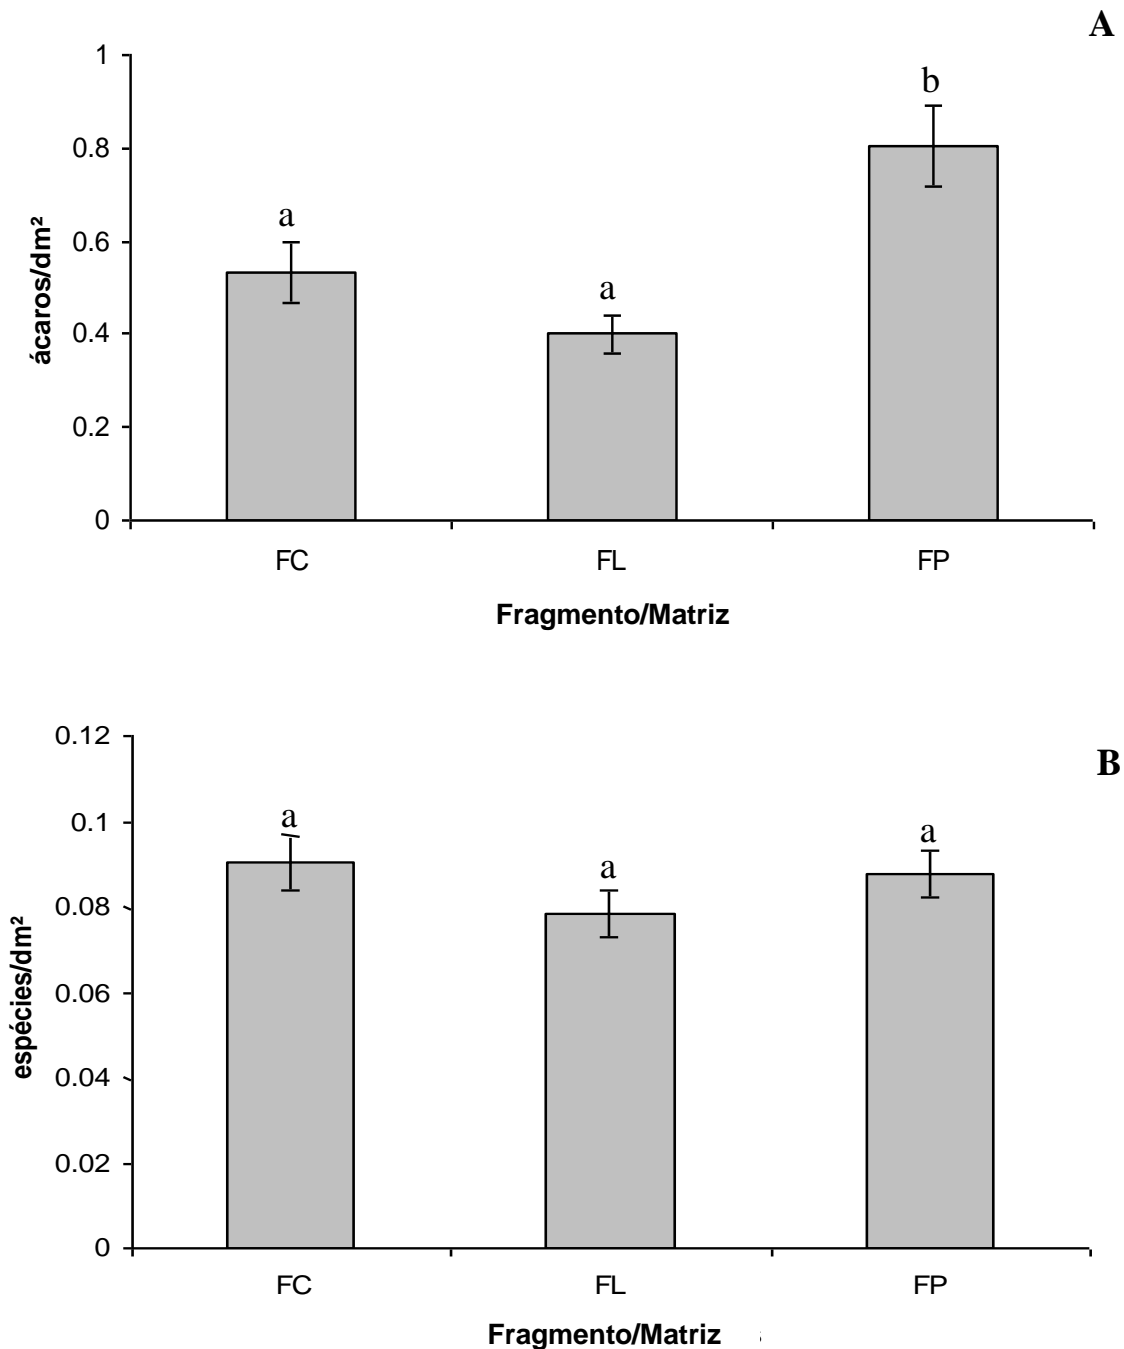 A
1
b
0.8
a
0.6
a
0.4
0.2
0
ácaros/dm²
FC FL FP
Fragmento/Matriz
0.12
B
0.1
a a a
0.08
0.06
0.04
0.02
0
espécies/dm²
FC FL FP
Fragmento/Matriz